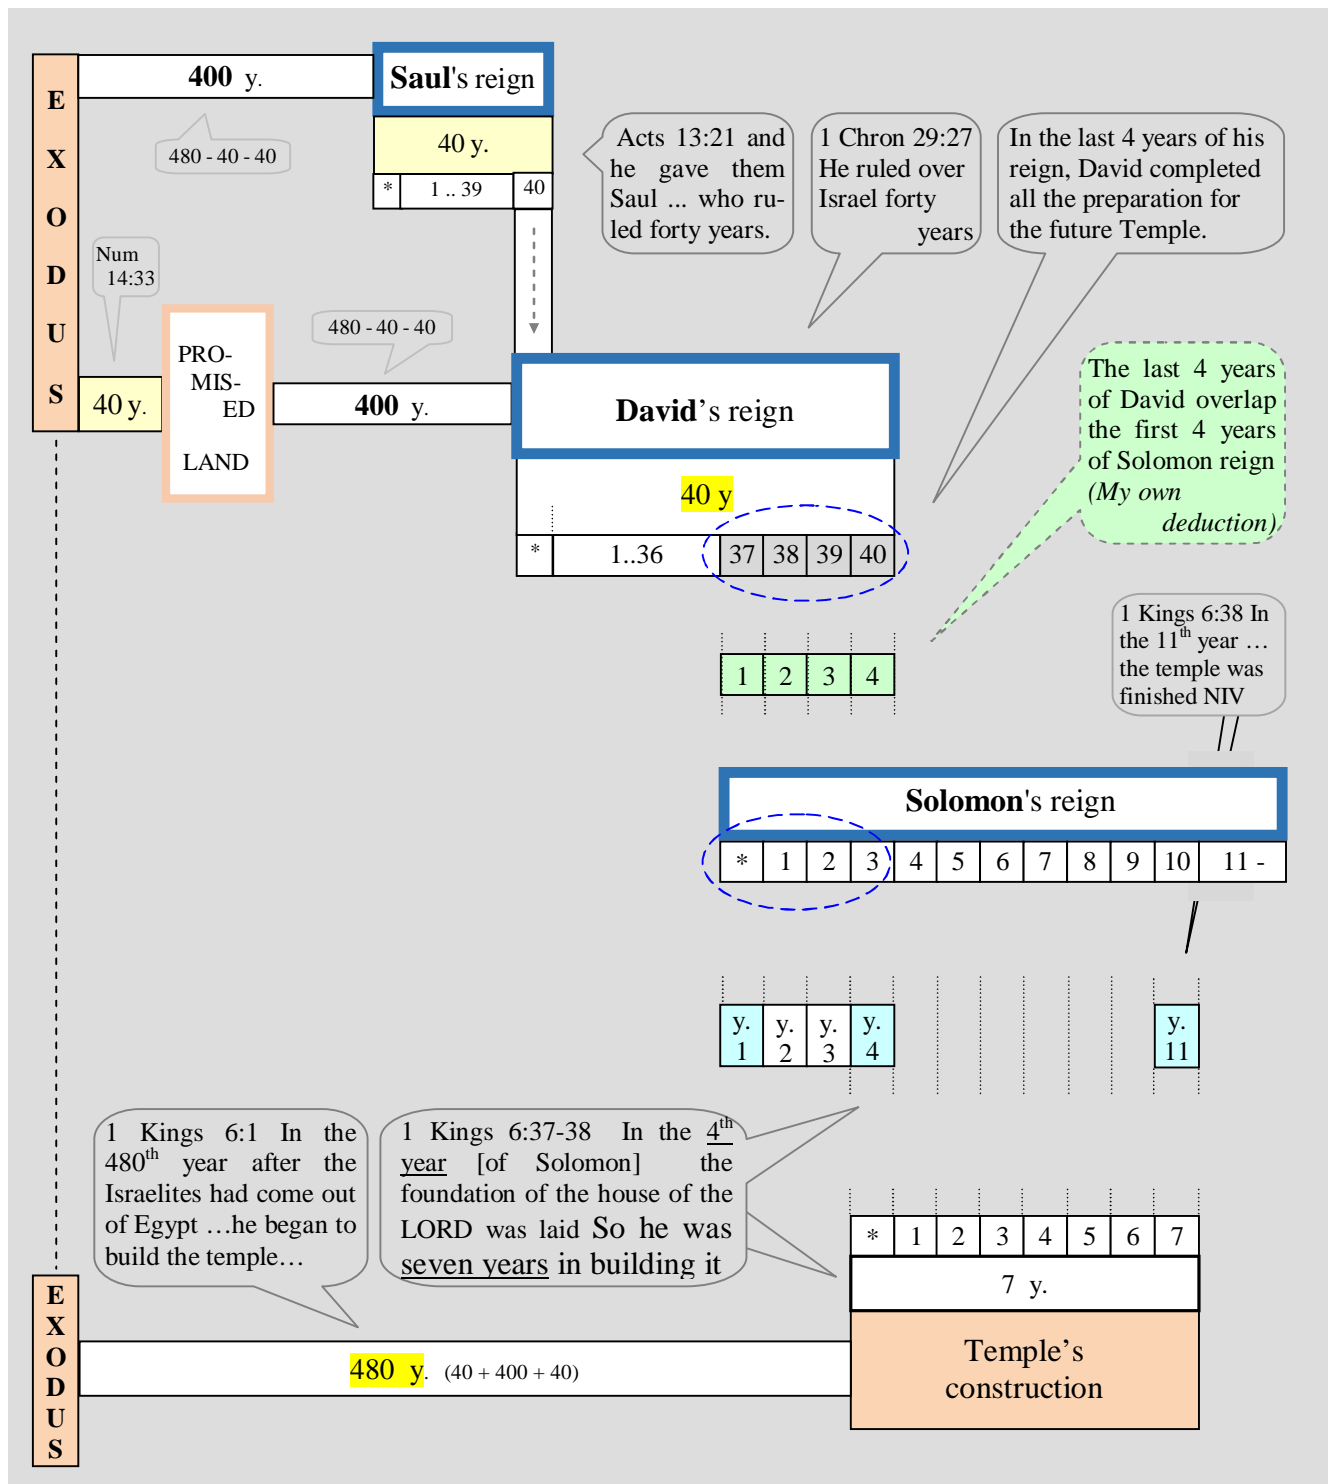 E
X
O
D
U
S
400 y.
Saul's reign
480 - 40 - 40
40 y.
* 1 .. 39 40
Acts 13:21 and
he gave them
Saul ... who ru-
led forty years.
1 Chron 29:27
He ruled over
Israel forty
years
In the last 4 years of his
reign, David completed
all the preparation for
the future Temple.
Num
14:33
40 y.
PRO-
MIS-
ED
LAND
480 - 40 - 40
400 y.
David’s reign
40 y
* 1..36 37 38 39 40
The last 4 years
of David overlap
the first 4 years
of Solomon reign
(My own
deduction)
1 2 3 4
1 Kings 6:38 In
the 11th year …
the temple was
finished NIV
Solomon's reign
* 1 2 3 4 5 6 7 8 9 10 11 -
y. y. y. y. y.
1 2 3 4 11
1 Kings 6:1 In the
480th year after the
Israelites had come out
of Egypt …he began to
build the temple…
1 Kings 6:37-38 In the 4th
year [of Solomon] the
foundation of the house of the
LORD was laid So he was
seven years in building it
* 1 2 3 4 5 6 7
7 y.
Temple’s
construction
E
X
O
D
U
S
480 y. (40 + 400 + 40)